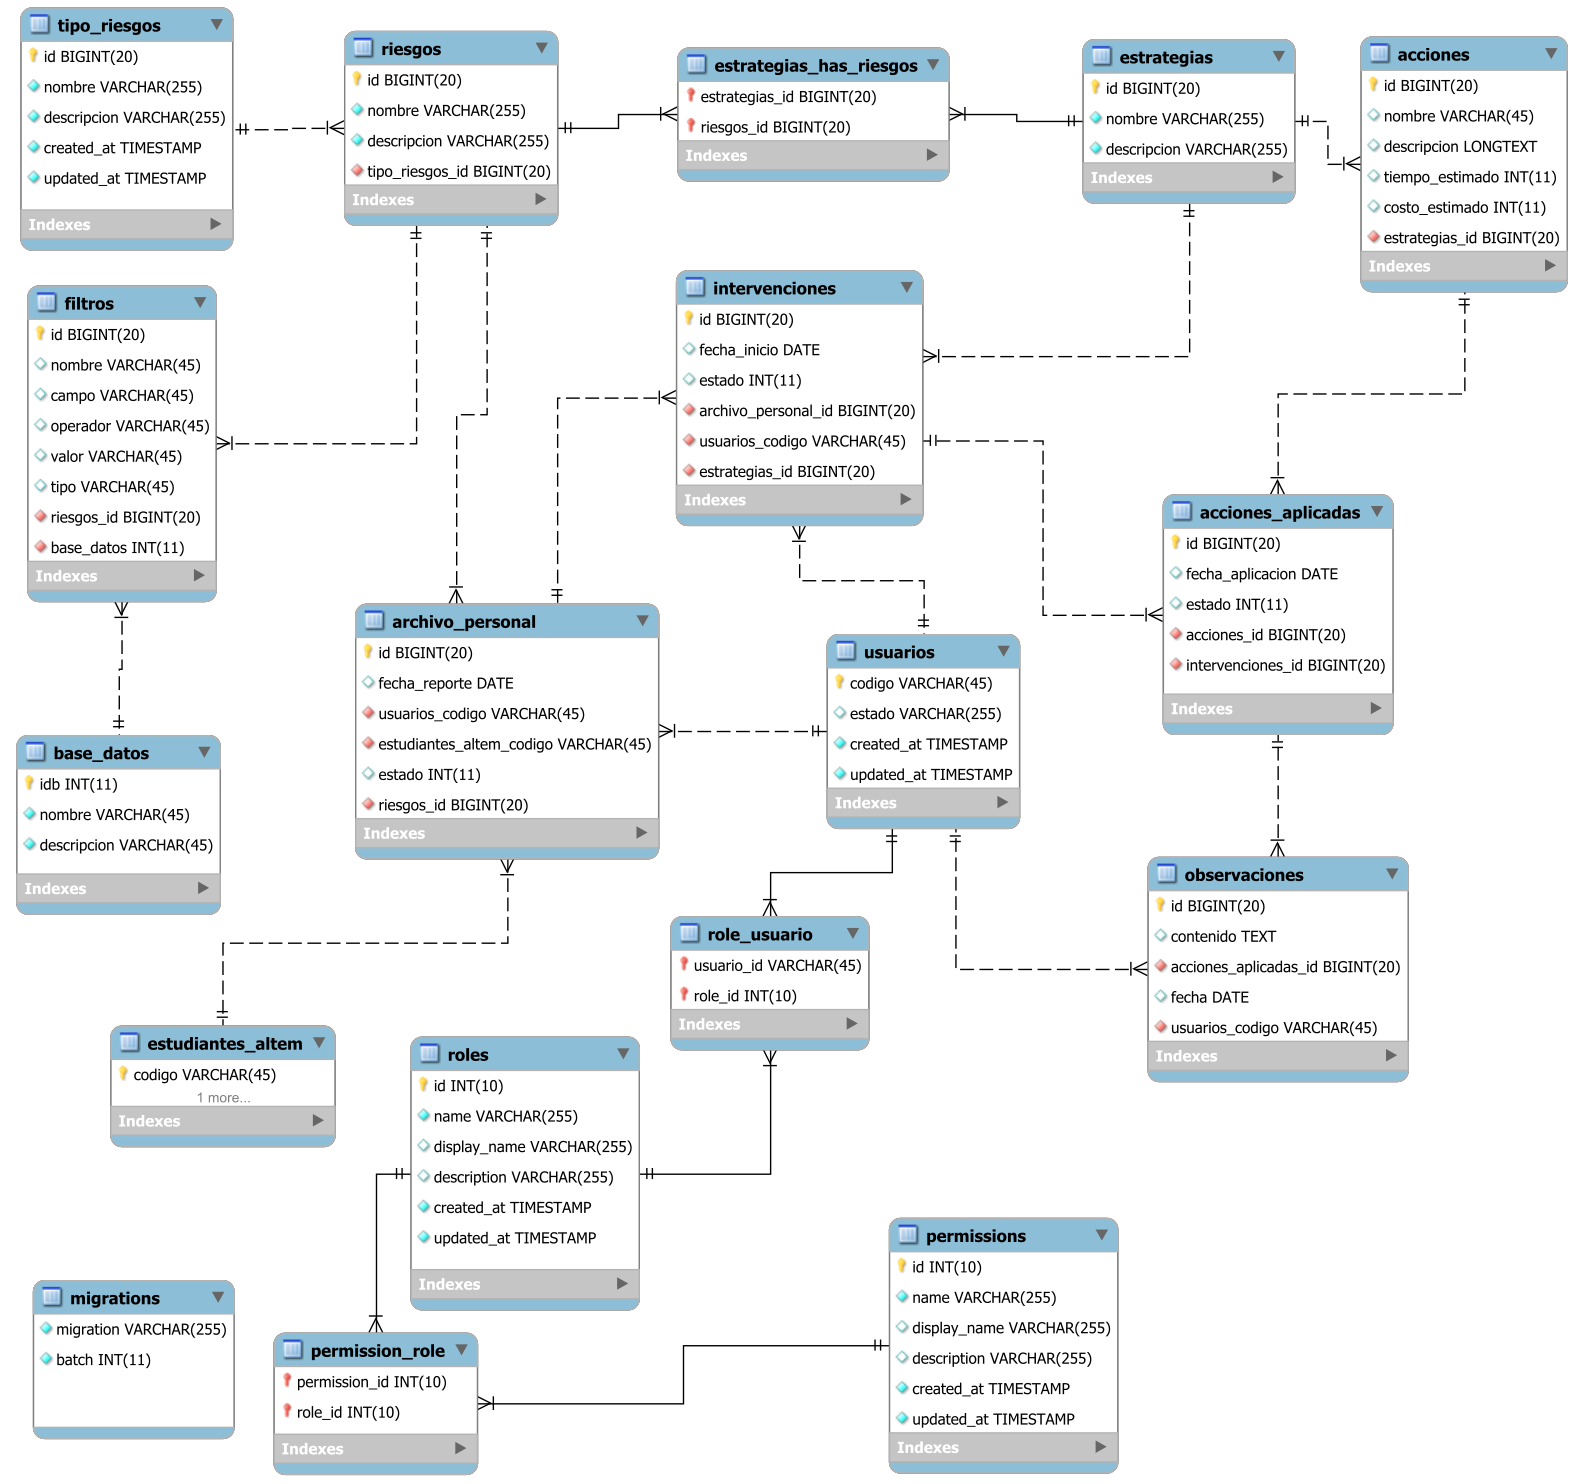 tipo_riesgos
id BIGINT(20)
nombre VARCHAR(255)
descripcion VARCHAR(255)
created_at TIMESTAMP
updated_at TIMESTAMP
Indexes
riesgos
id BIGINT(20)
nombre VARCHAR(255)
descripcion VARCHAR(255)
tipo_riesgos_id BIGINT(20)
Indexes
estrategias_has_riesgos
estrategias_id BIGINT(20)
riesgos_id BIGINT(20)
Indexes
estrategias
id BIGINT(20)
nombre VARCHAR(255)
descripcion VARCHAR(255)
Indexes
acciones
id BIGINT(20)
nombre VARCHAR(45)
descripcion LONGTEXT
tiempo_estimado INT(11)
costo_estimado INT(11)
estrategias_id BIGINT(20)
Indexes
filtros
id BIGINT(20)
nombre VARCHAR(45)
campo VARCHAR(45)
operador VARCHAR(45)
valor VARCHAR(45)
tipo VARCHAR(45)
riesgos_id BIGINT(20)
base_datos INT(11)
Indexes
intervenciones
id BIGINT(20)
fecha_inicio DATE
estado INT(11)
archivo_personal_id BIGINT(20)
usuarios_codigo VARCHAR(45)
estrategias_id BIGINT(20)
Indexes
acciones_aplicadas
id BIGINT(20)
fecha_aplicacion DATE
estado INT(11)
acciones_id BIGINT(20)
intervenciones_id BIGINT(20)
Indexes
archivo_personal
id BIGINT(20)
fecha_reporte DATE
usuarios_codigo VARCHAR(45)
estudiantes_altem_codigo VARCHAR(45)
estado INT(11)
riesgos_id BIGINT(20)
Indexes
usuarios
codigo VARCHAR(45)
estado VARCHAR(255)
created_at TIMESTAMP
updated_at TIMESTAMP
Indexes
base_datos
idb INT(11)
nombre VARCHAR(45)
descripcion VARCHAR(45)
Indexes
observaciones
id BIGINT(20)
contenido TEXT
acciones_aplicadas_id BIGINT(20)
fecha DATE
usuarios_codigo VARCHAR(45)
Indexes
role_usuario
usuario_id VARCHAR(45)
role_id INT(10)
Indexes
estudiantes_altem
codigo VARCHAR(45)
1 more...
Indexes
roles
id INT(10)
name VARCHAR(255)
display_name VARCHAR(255)
description VARCHAR(255)
created_at TIMESTAMP
updated_at TIMESTAMP
Indexes
permissions
id INT(10)
name VARCHAR(255)
display_name VARCHAR(255)
description VARCHAR(255)
created_at TIMESTAMP
updated_at TIMESTAMP
Indexes
migrations
migration VARCHAR(255)
batch INT(11)
permission_role
permission_id INT(10)
role_id INT(10)
Indexes